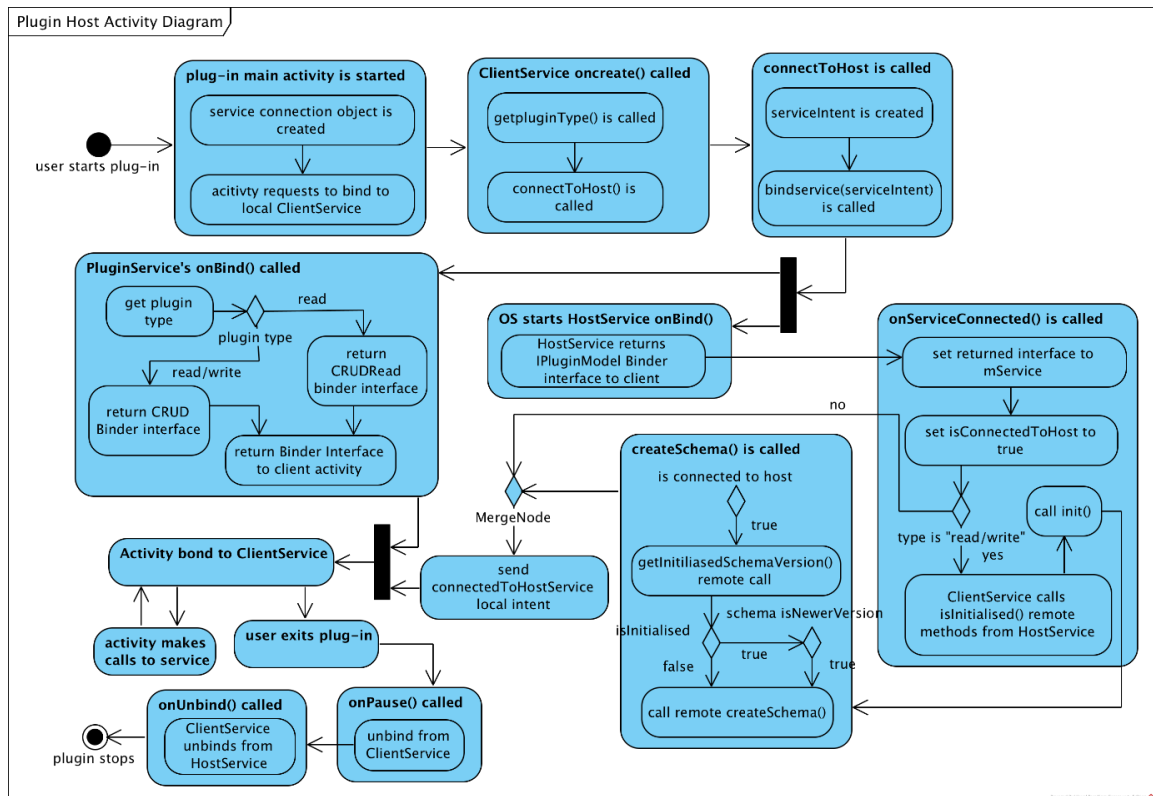 Plugin Host Activity Diagram
plug-in main activity is started
service connection object is
created
acitivty requests to bind to
local ClientService
user starts plug-in
ClientService oncreate() called
getpluginType() is called
connectToHost() is
called
connectToHost is called
serviceIntent is created
bindservice(serviceIntent)
is called
PluginService's onBind() called
get plugin
type
read
plugin type
read/write
return
CRUDRead
binder interface
return CRUD
Binder interface
return Binder Interface
to client activity
OS starts HostService onBind()
HostService returns
IPluginModel Binder
interface to client
onServiceConnected() is called
set returned interface to
mService
set isConnectedToHost to
true
no
call init()
type is "read/write"
yes
ClientService calls
isInitialised() remote
methods from HostService
createSchema() is called
is connected to host
true
getInitiliasedSchemaVersion()
remote call
schema isNewerVersion
isInitialised
true
true
false
call remote createSchema()
MergeNode
send
connectedToHostService
local intent
Activity bond to ClientService
activity makes
calls to service
user exits plug-in
onPause() called
unbind from
ClientService
onUnbind() called
ClientService
unbinds from
HostService
plugin stops